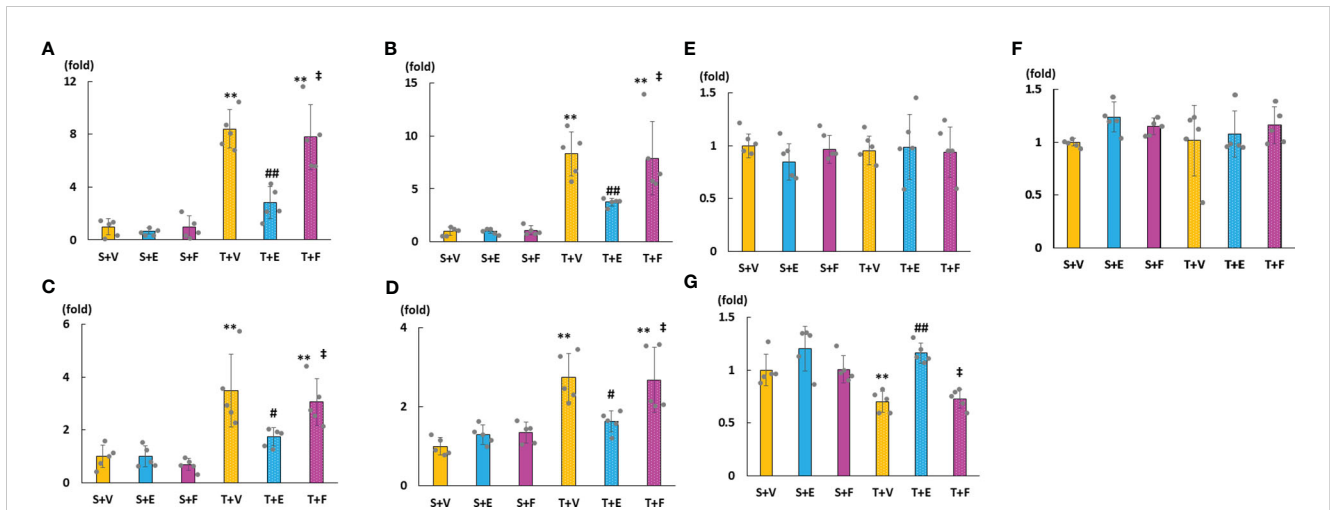 A
(fold)
12
8
4
0
**
##
** ‡
S+V S+E S+F T+V T+E T+F
B
(fold)
15
10
5
0
**
##
** ‡
S+V S+E S+F T+V T+E T+F
E
(fold)
1.5
1
0.5
0
S+V S+E S+F T+V T+E T+F
F
(fold)
1.5
1
0.5
0
S+V S+E S+F T+V T+E T+F
C
(fold)
6
4
2
0
**
#
** ‡
S+V S+E S+F T+V T+E T+F
D
(fold)
4
2
0
**
#
** ‡
S+V S+E S+F T+V T+E T+F
G
(fold)
1.5
1
0.5
0
**
##
‡
S+V S+E S+F T+V T+E T+F